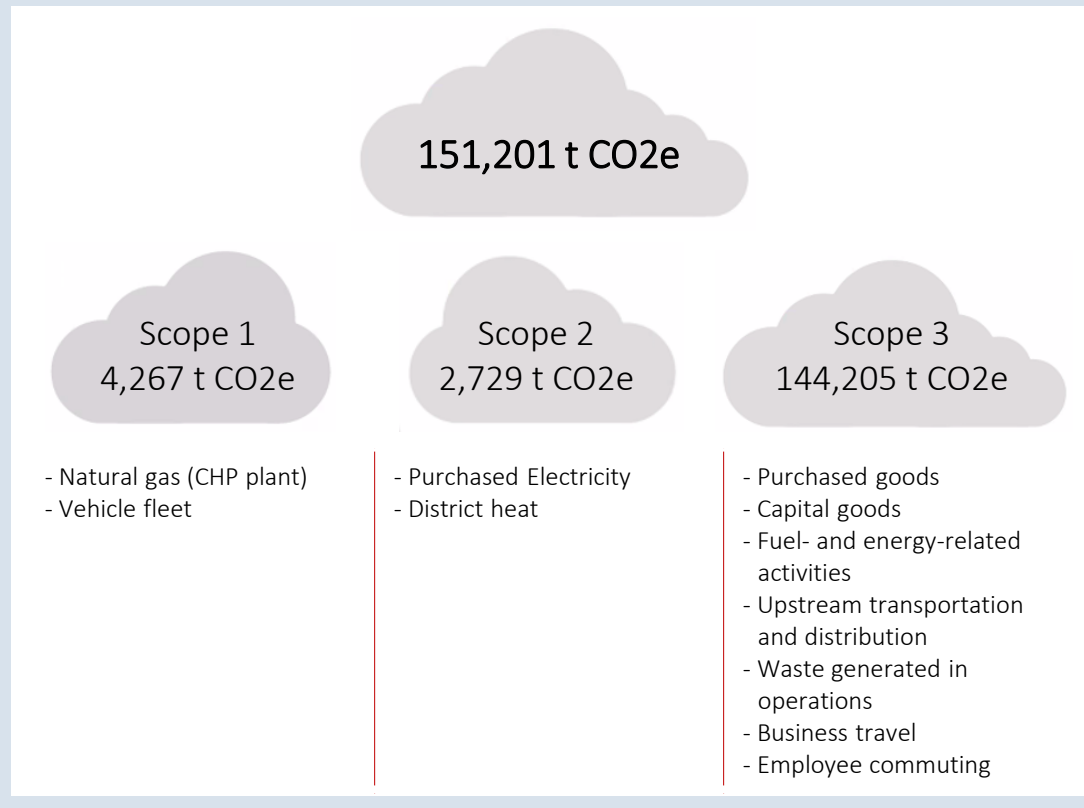 151,201 t CO2e
Scope 1
4,267 t CO2e
Scope 2
2,729 t CO2e
Scope 3
144,205 t CO2e
- Natural gas (CHP plant)
- Vehicle fleet
- Purchased Electricity
- District heat
- Purchased goods
- Capital goods
- Fuel- and energy-related
activities
- Upstream transportation
and distribution
- Waste generated in
operations
- Business travel
- Employee commuting